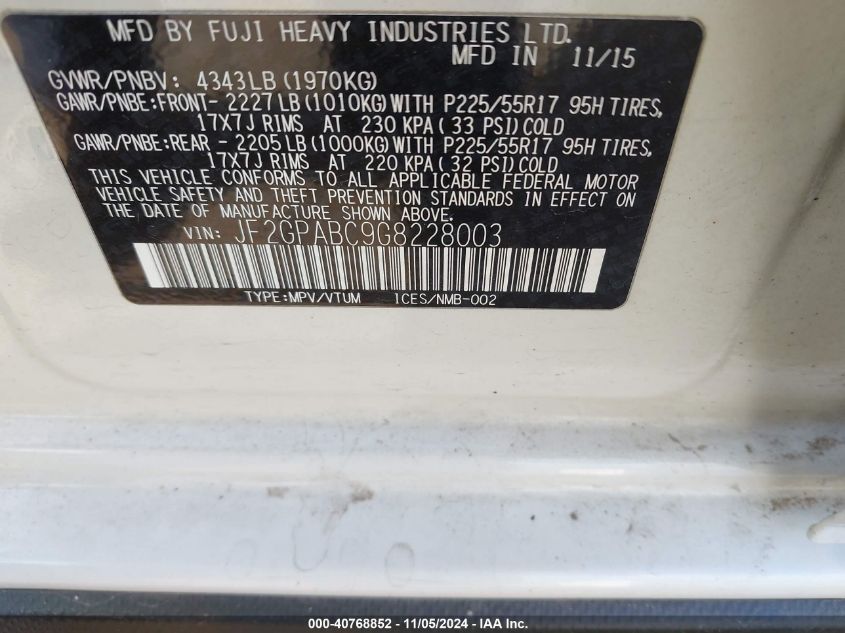 MFD BY FUJI HEAVY INDUSTRIES LTD.
MFD IN 11/15
GVWR/PNBV: 4343LB(1970KG)
GAWR/PNBE:FRONT- 2227LB(1010KG)WITH P225/55R17 95H TIRES,
17X7J RIMS AT 230 KPA(33 PSI)COLD
GAWR/PNBE:REAR - 2205LB(1000KG)WITH P225/55R17 95H TIRES,
17X7J RIMS AT 220 KPA(32 PSI)COLD
THIS VEHICLE CONFORMS TO ALL APPLICABLE FEDERAL MOTOR
VEHICLE SAFETY AND THEFT PREVENTION STANDARDS IN EFFECT ON
THE DATE OF MANUFACTURE SHOWN ABOVE.
VIN: JF2GPABC9G8228003
TYPE:MPV/VTUM ICES/NMB-002
000-40768852 - 11/05/2024 - IAA Inc.